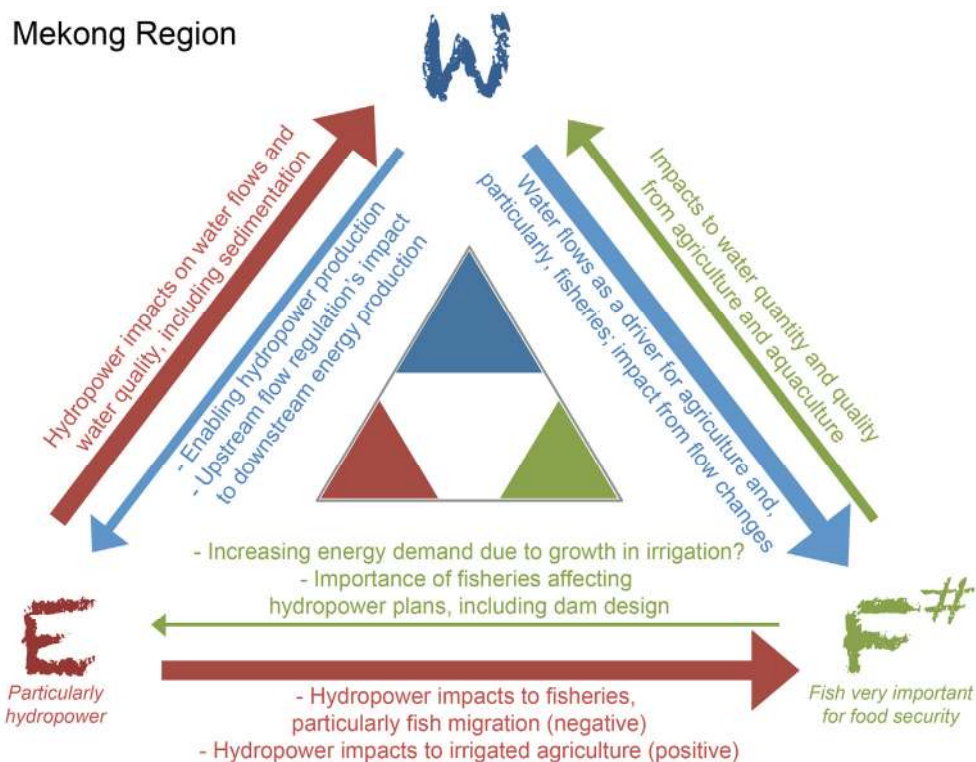 Mekong Region
W
Hydropower impacts on water flows and
water quality, including sedimentation
- Enabling hydropower production
- Upstream flow regulation's impact
to downstream energy production
Water flows as a driver for agriculture and,
particularly, fisheries; impact from flow changes
Impacts to water quantity and quality
from agriculture and aquaculture
- Increasing energy demand due to growth in irrigation?
- Importance of fisheries affecting
hydropower plans, including dam design
E
Particularly
hydropower
F#
Fish very important
for food security
- Hydropower impacts to fisheries,
particularly fish migration (negative)
- Hydropower impacts to irrigated agriculture (positive)